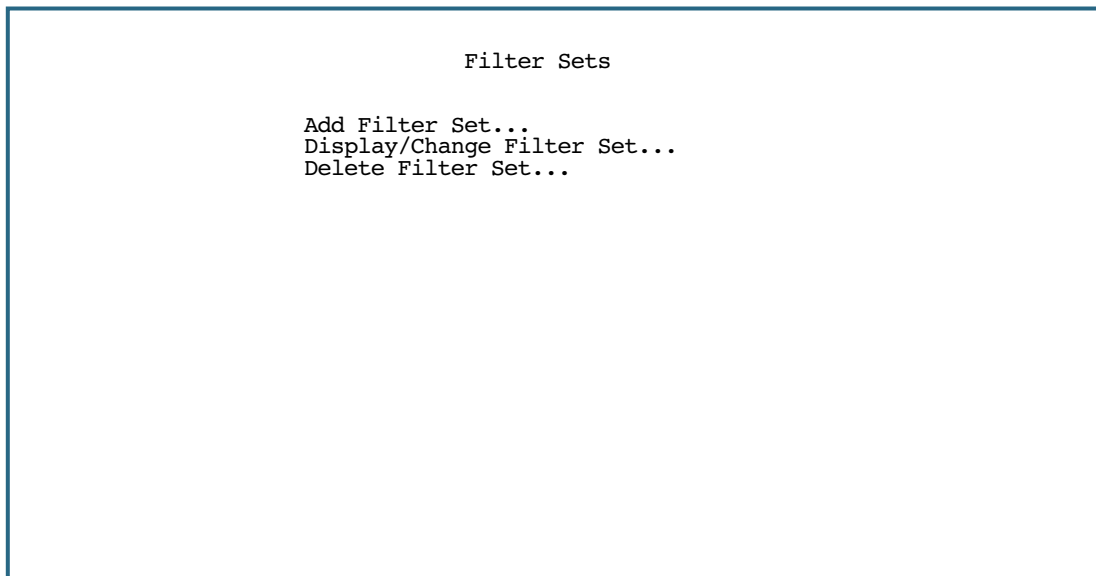 Filter Sets
Add Filter Set...
Display/Change Filter Set...
Delete Filter Set...